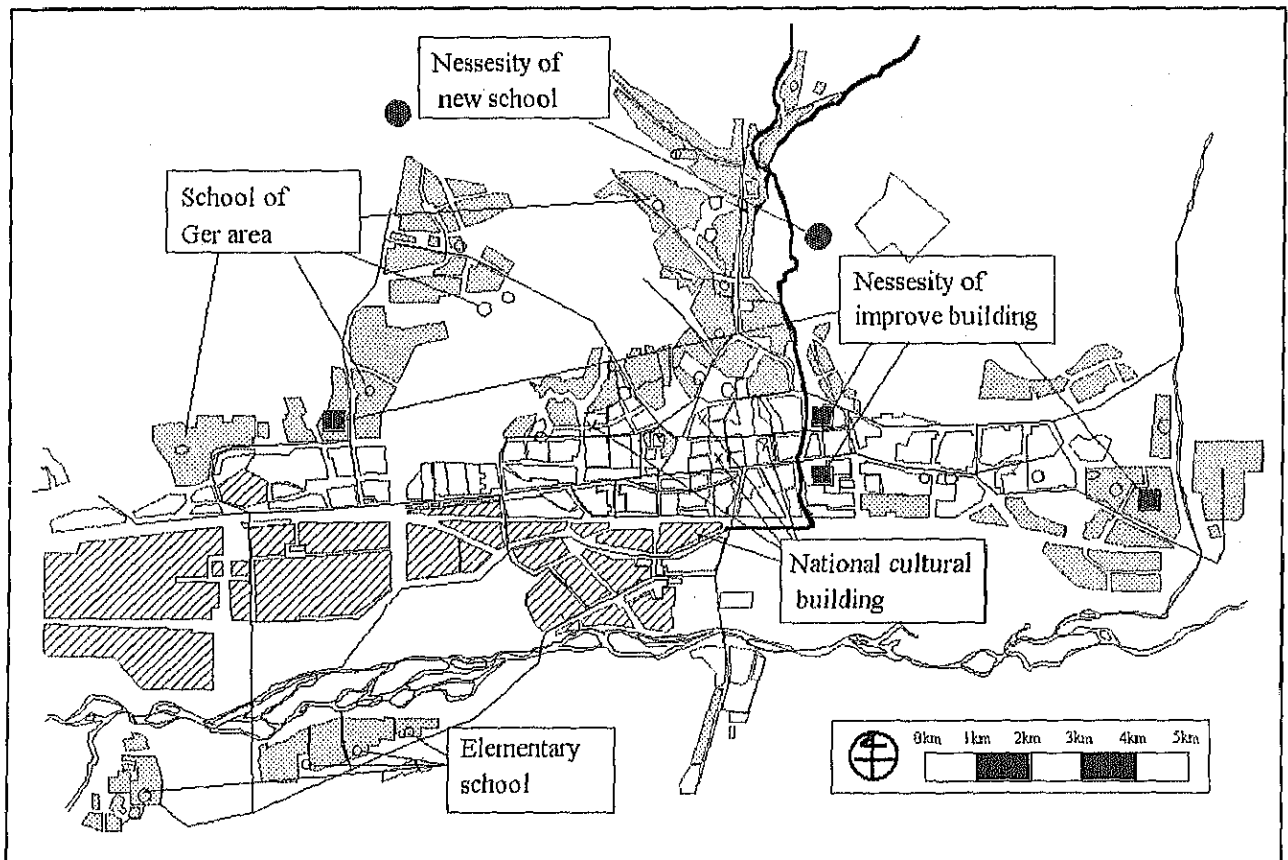 Nessesity of
new school
School of
Ger area
Nessesity of
improve building
National cultural
building
Elementary
school
0km 1km 2km 3km 4km 5km